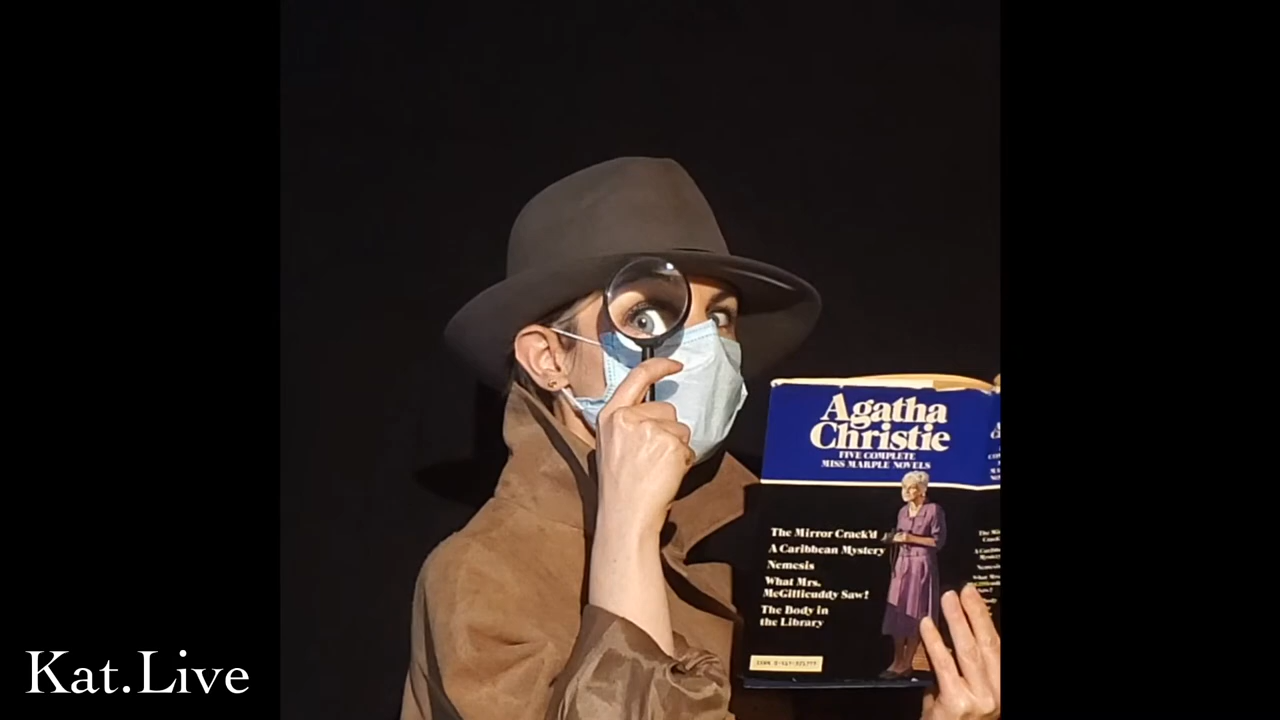 Agatha
Christie
FIVE COMPLETE
MISS MARPLE NOVELS
The Mirror Crack'd
A Caribbean Mystery
Nemesis
What Mrs.
McGillicuddy Saw!
The Body in
the Library
Kat.Live